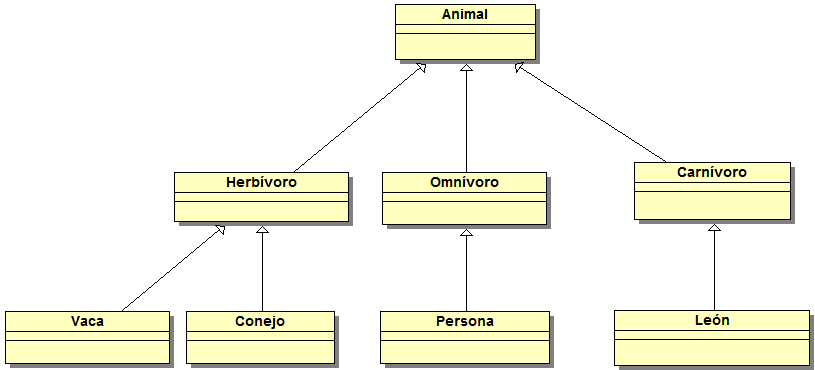 Animal
Herbívoro
Omnívoro
Carnívoro
Vaca
Conejo
Persona
León